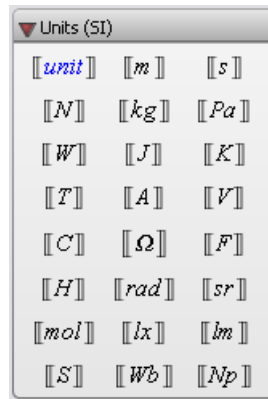 Units (SI)
⟦unit⟧ ⟦m⟧ ⟦s⟧
⟦N⟧ ⟦kg⟧ ⟦Pa⟧
⟦W⟧ ⟦J⟧ ⟦K⟧
⟦T⟧ ⟦A⟧ ⟦V⟧
⟦C⟧ ⟦Ω⟧ ⟦F⟧
⟦H⟧ ⟦rad⟧ ⟦sr⟧
⟦mol⟧ ⟦lx⟧ ⟦lm⟧
⟦S⟧ ⟦Wb⟧ ⟦Np⟧